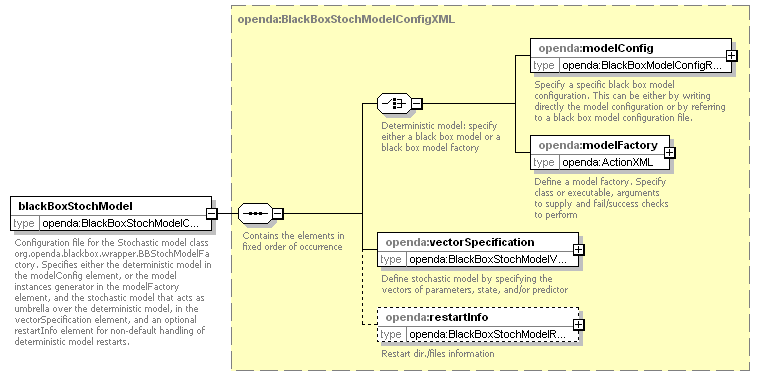 openda:BlackBoxStochModelConfigXML
openda:modelConfig
type openda:BlackBoxModelConfigR...
Specify a specific black box model
configuration. This can be either by writing
directly the model configuration or by referring
to a black box model configuration file.
Deterministic model: specify
either a black box model or a
black box model factory
openda:modelFactory
type openda:ActionXML
Define a model factory. Specify
class or executable, arguments
to supply and fail/success checks
to perform
blackBoxStochModel
type openda:BlackBoxStochModelC...
Configuration file for the Stochastic model class
org.openda.blackbox.wrapper.BBStochModelFa
ctory. Specifies either the deterministic model in
the modelConfig element, or the model
instances generator in the modelFactory
element, and the stochastic model that acts as
umbrella over the deterministic model, in the
vectorSpecification element, and an optional
restartInfo element for non-default handling of
deterministic model restarts.
Contains the elements in
fixed order of occurrence
openda:vectorSpecification
type openda:BlackBoxStochModelV...
Define stochastic model by specifying the
vectors of parameters, state, and/or predictor
openda:restartInfo
type openda:BlackBoxStochModelR...
Restart dir./files information